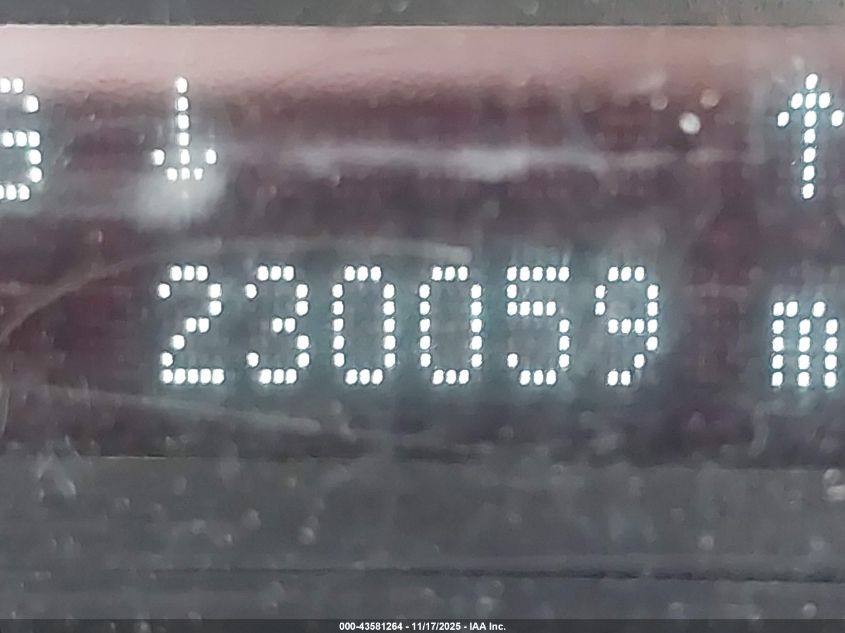 S ↓ ↑
230059 m
000-43581264 - 11/17/2025 - IAA Inc.